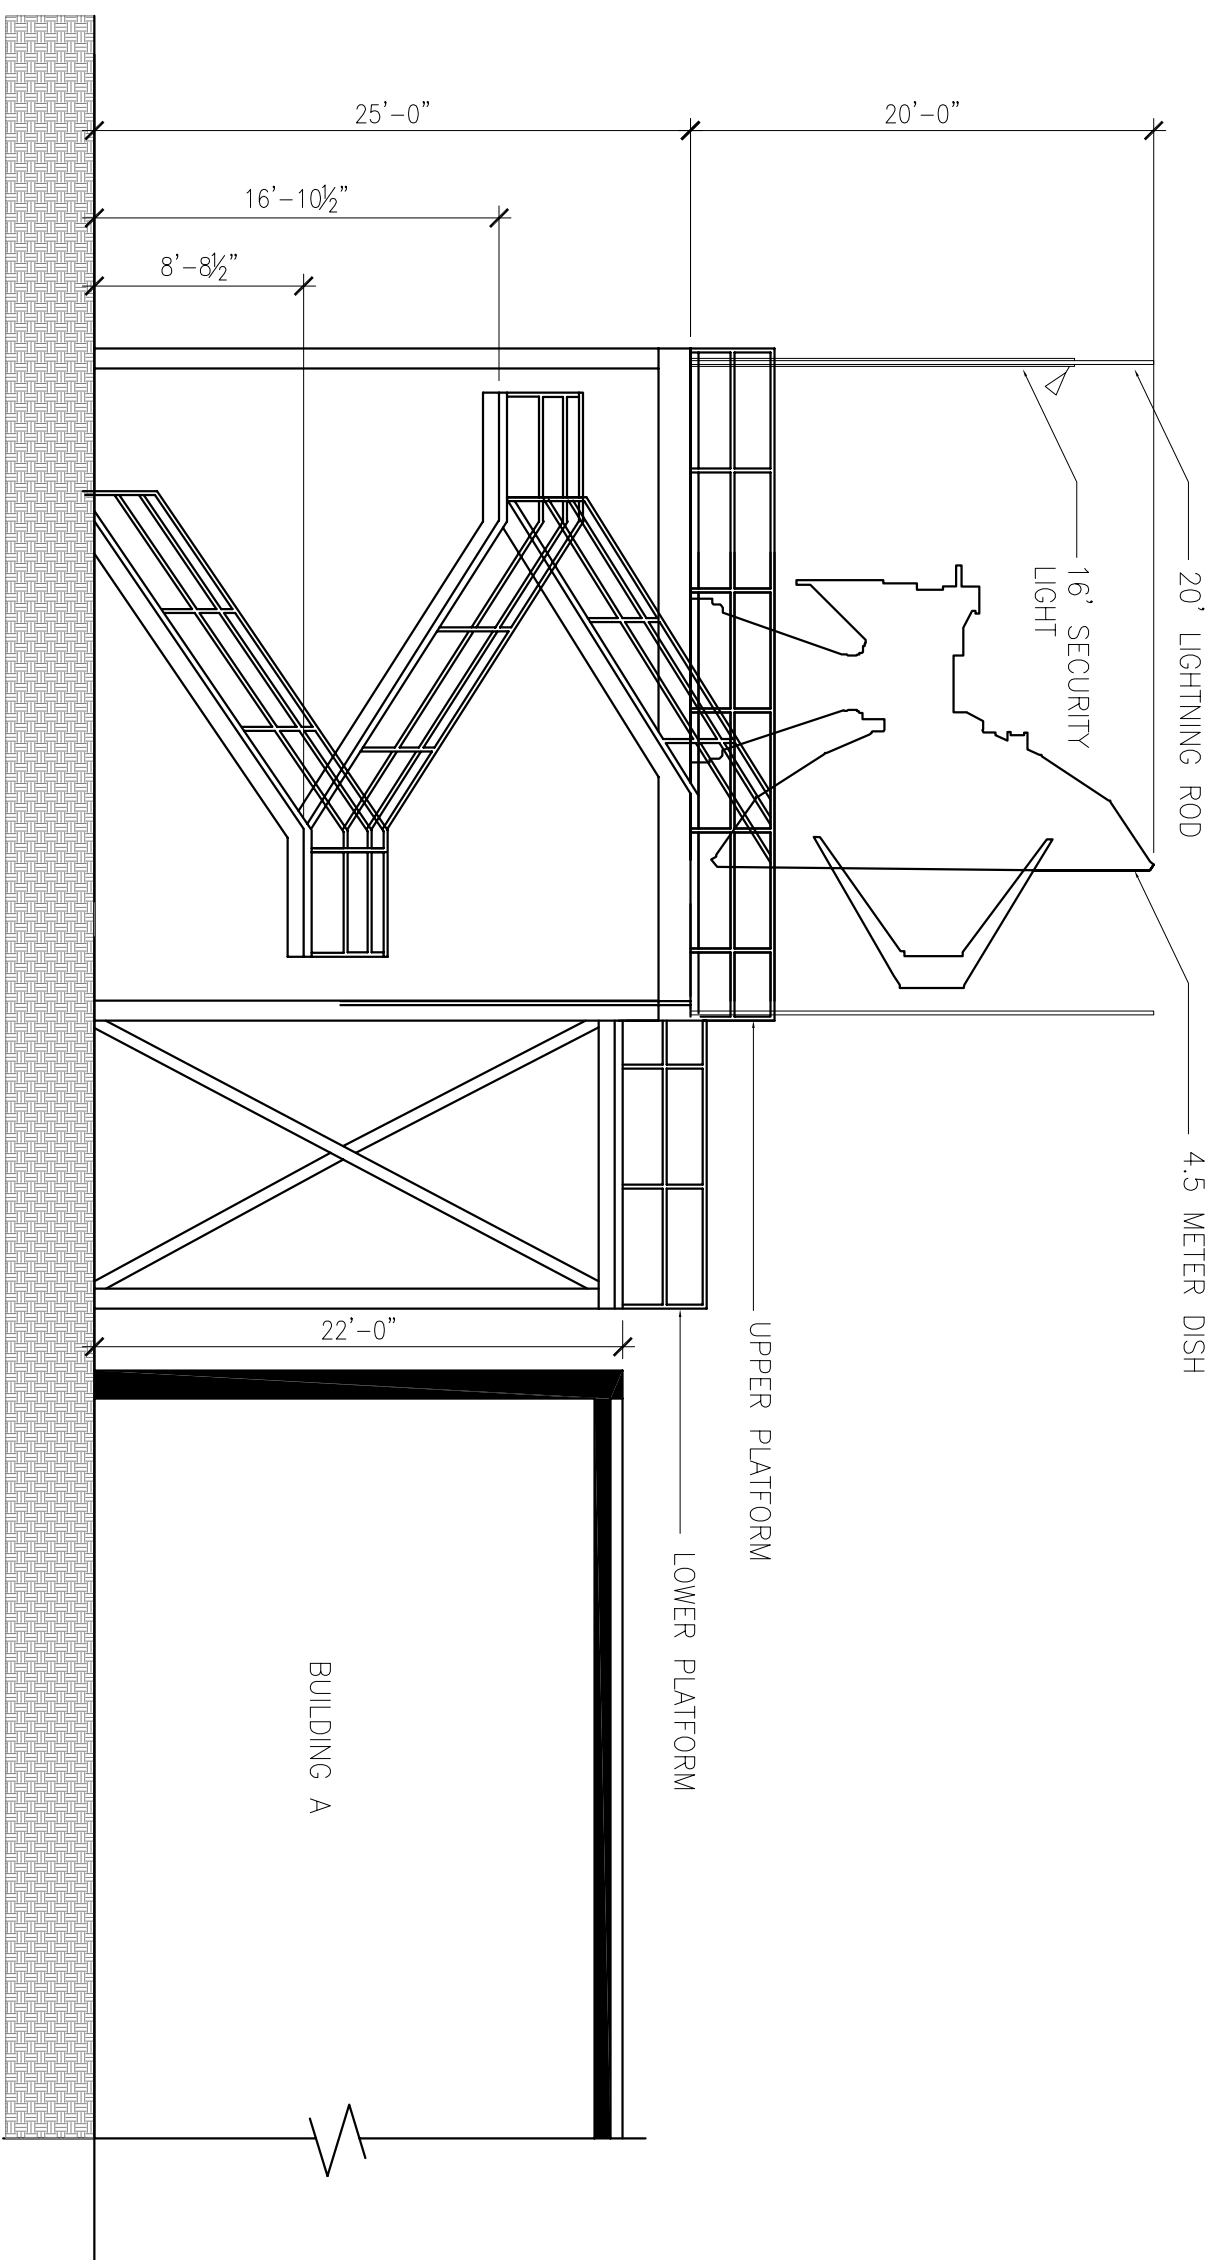 20' LIGHTNING ROD
16' SECURITY
LIGHT
4.5 METER DISH
20'-0"
25'-0"
16'-10½"
8'-8½"
UPPER PLATFORM
LOWER PLATFORM
22'-0"
BUILDING A